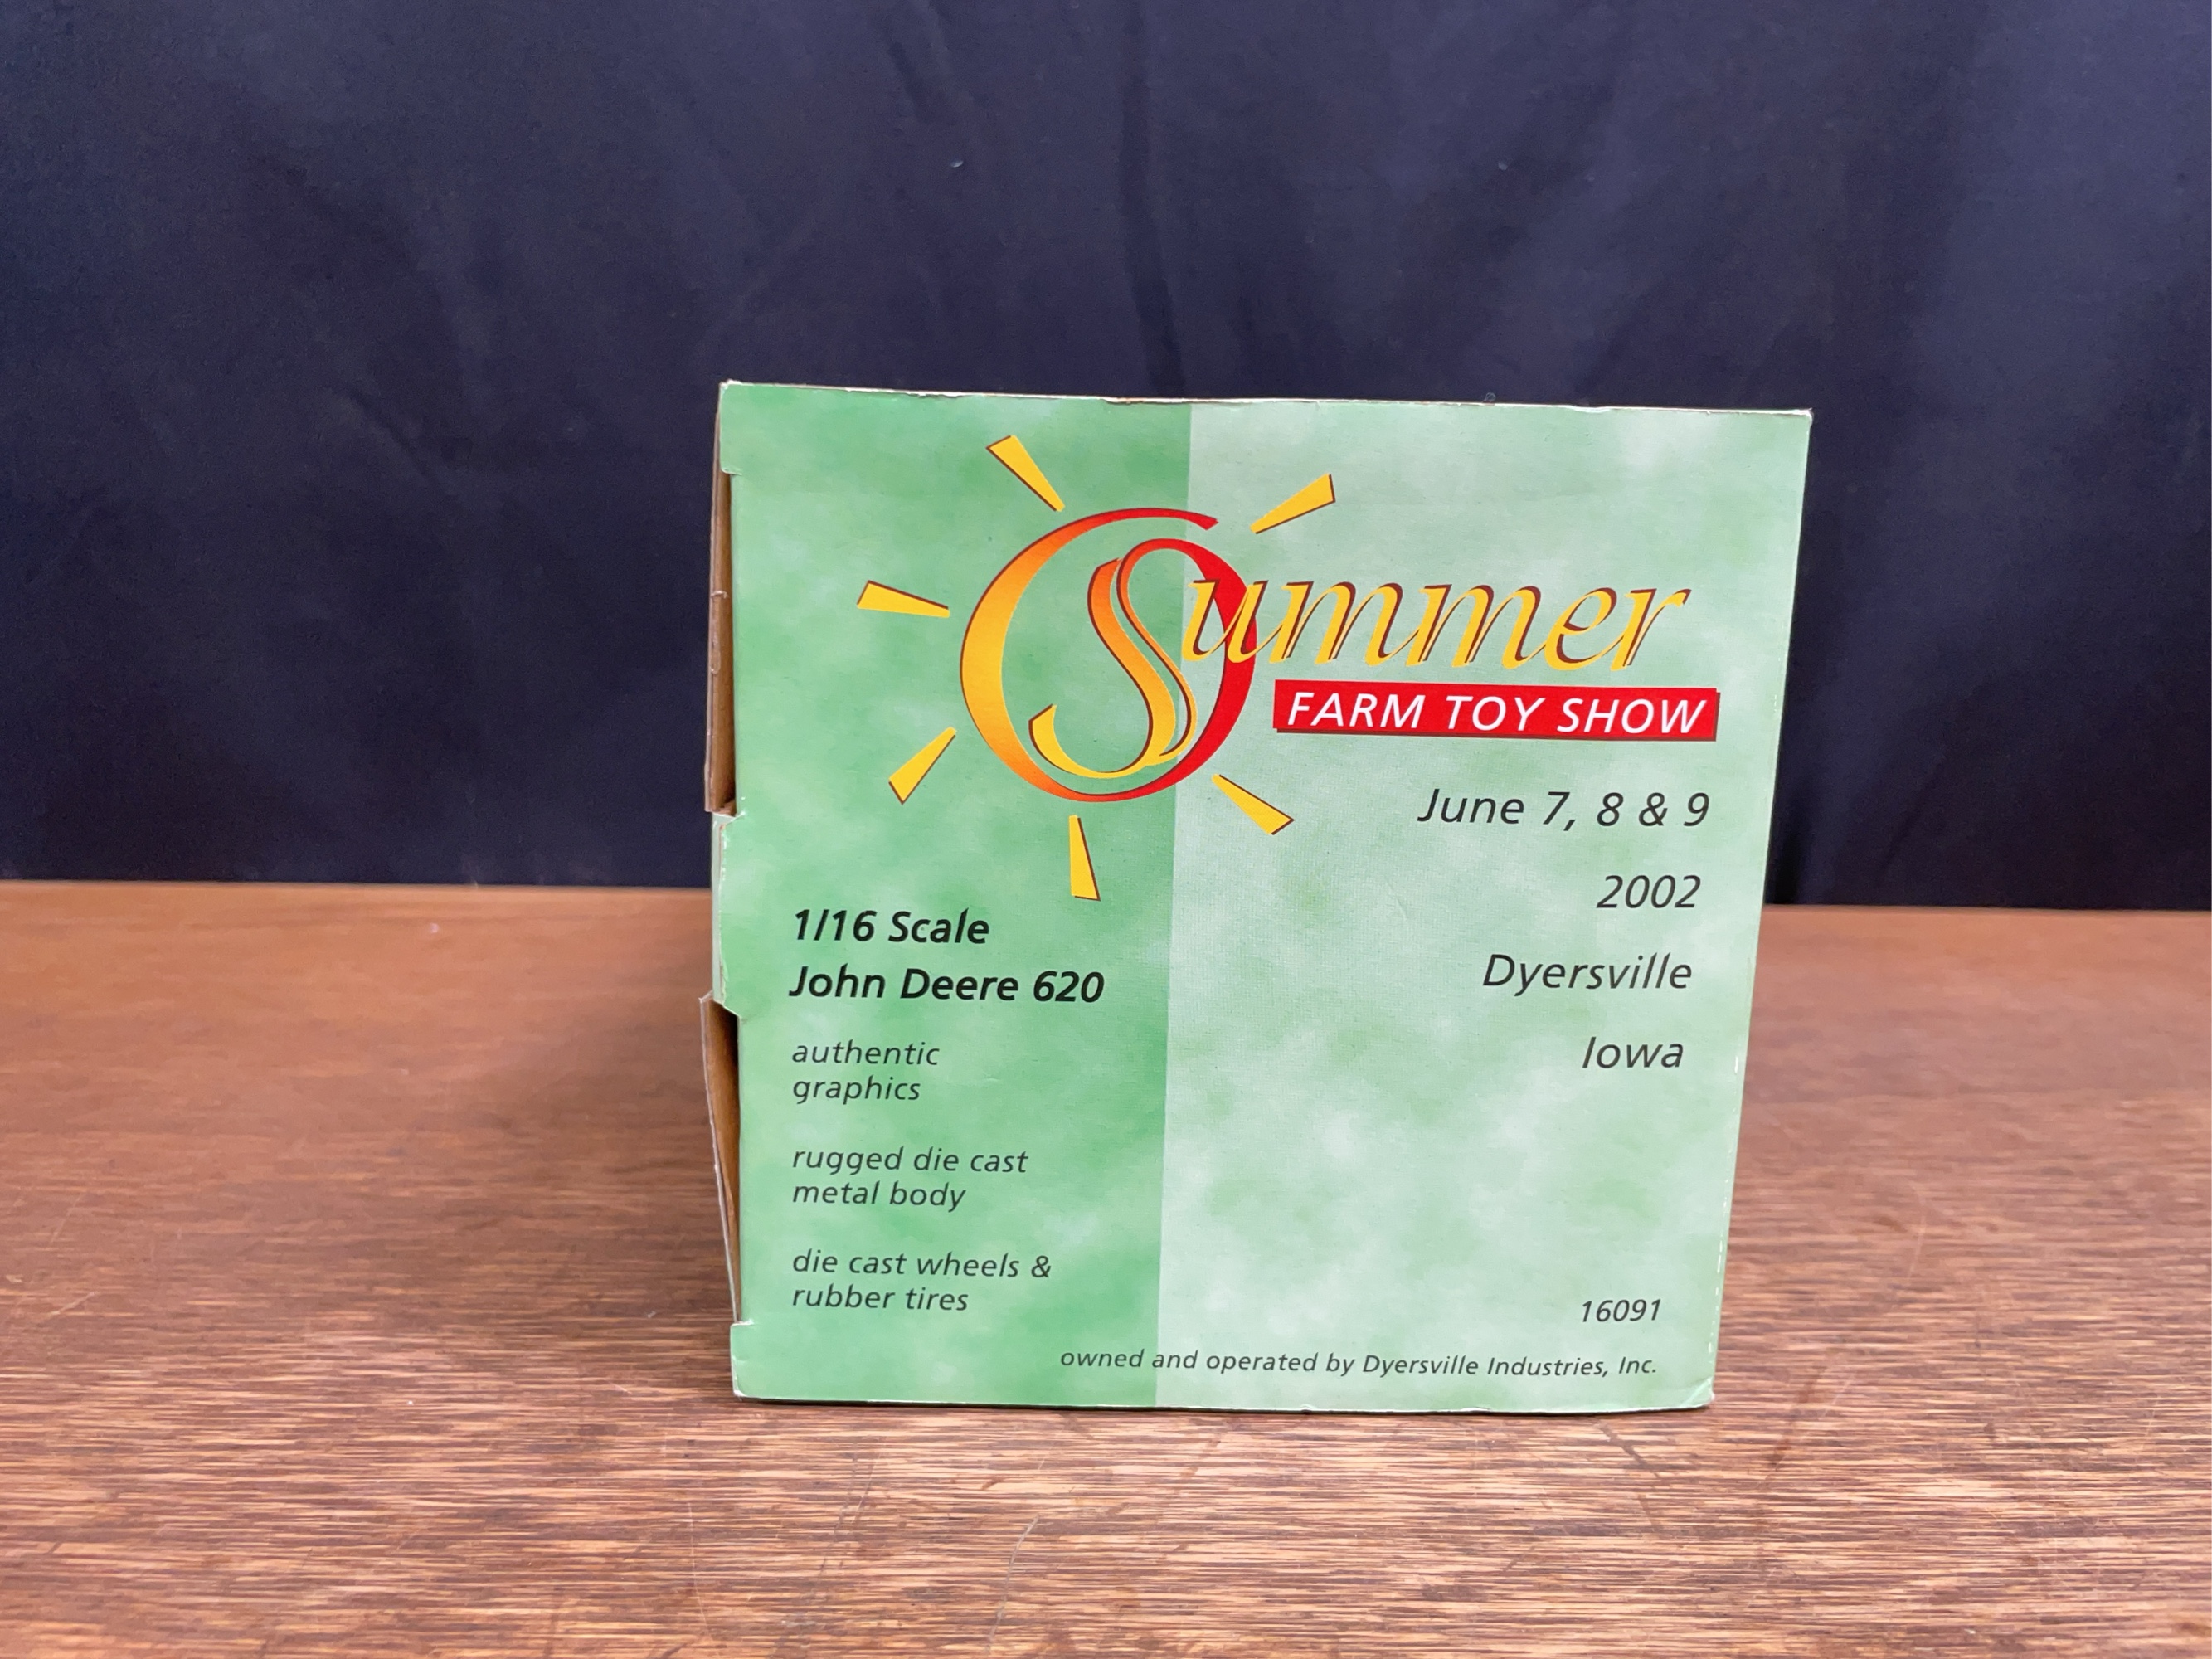 Summer
FARM TOY SHOW
June 7, 8 & 9
2002
Dyersville
Iowa
1/16 Scale
John Deere 620
authentic
graphics
rugged die cast
metal body
die cast wheels &
rubber tires
16091
owned and operated by Dyersville Industries, Inc.